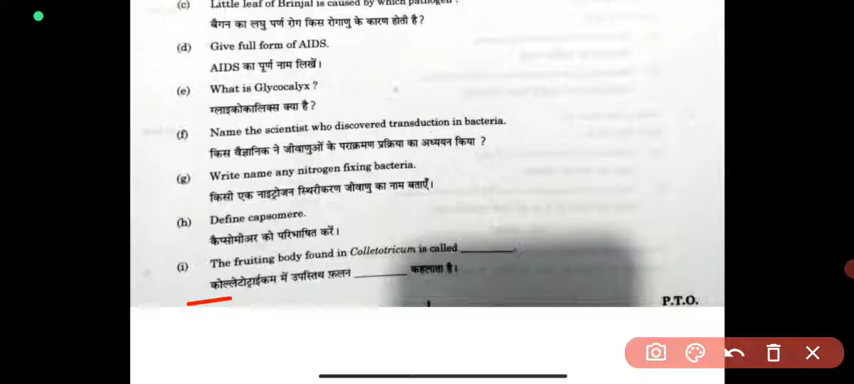 (c) Little leaf of Brinjal is caused by which pathogen ?
बैगन का लघु पर्ण रोग किस रोगाणु के कारण होती है?
(d) Give full form of AIDS.
AIDS का पूर्ण नाम लिखें।
(e) What is Glycocalyx ?
ग्लाइकोकालिक्स क्या है?
(f) Name the scientist who discovered transduction in bacteria.
किस वैज्ञानिक ने जीवाणुओं के पराक्रमण प्रक्रिया का अध्ययन किया ?
(g) Write name any nitrogen fixing bacteria.
किसी एक नाइट्रोजन स्थिरीकरण जीवाणु का नाम बताएँ।
(h) Define capsomere.
कैप्सोमीअर को परिभाषित करें।
(i) The fruiting body found in Colletotricum is called ________.
कोल्लेटोट्राईकम में उपस्तिथ फ़लन ________ कहलाता है।
P.T.O.